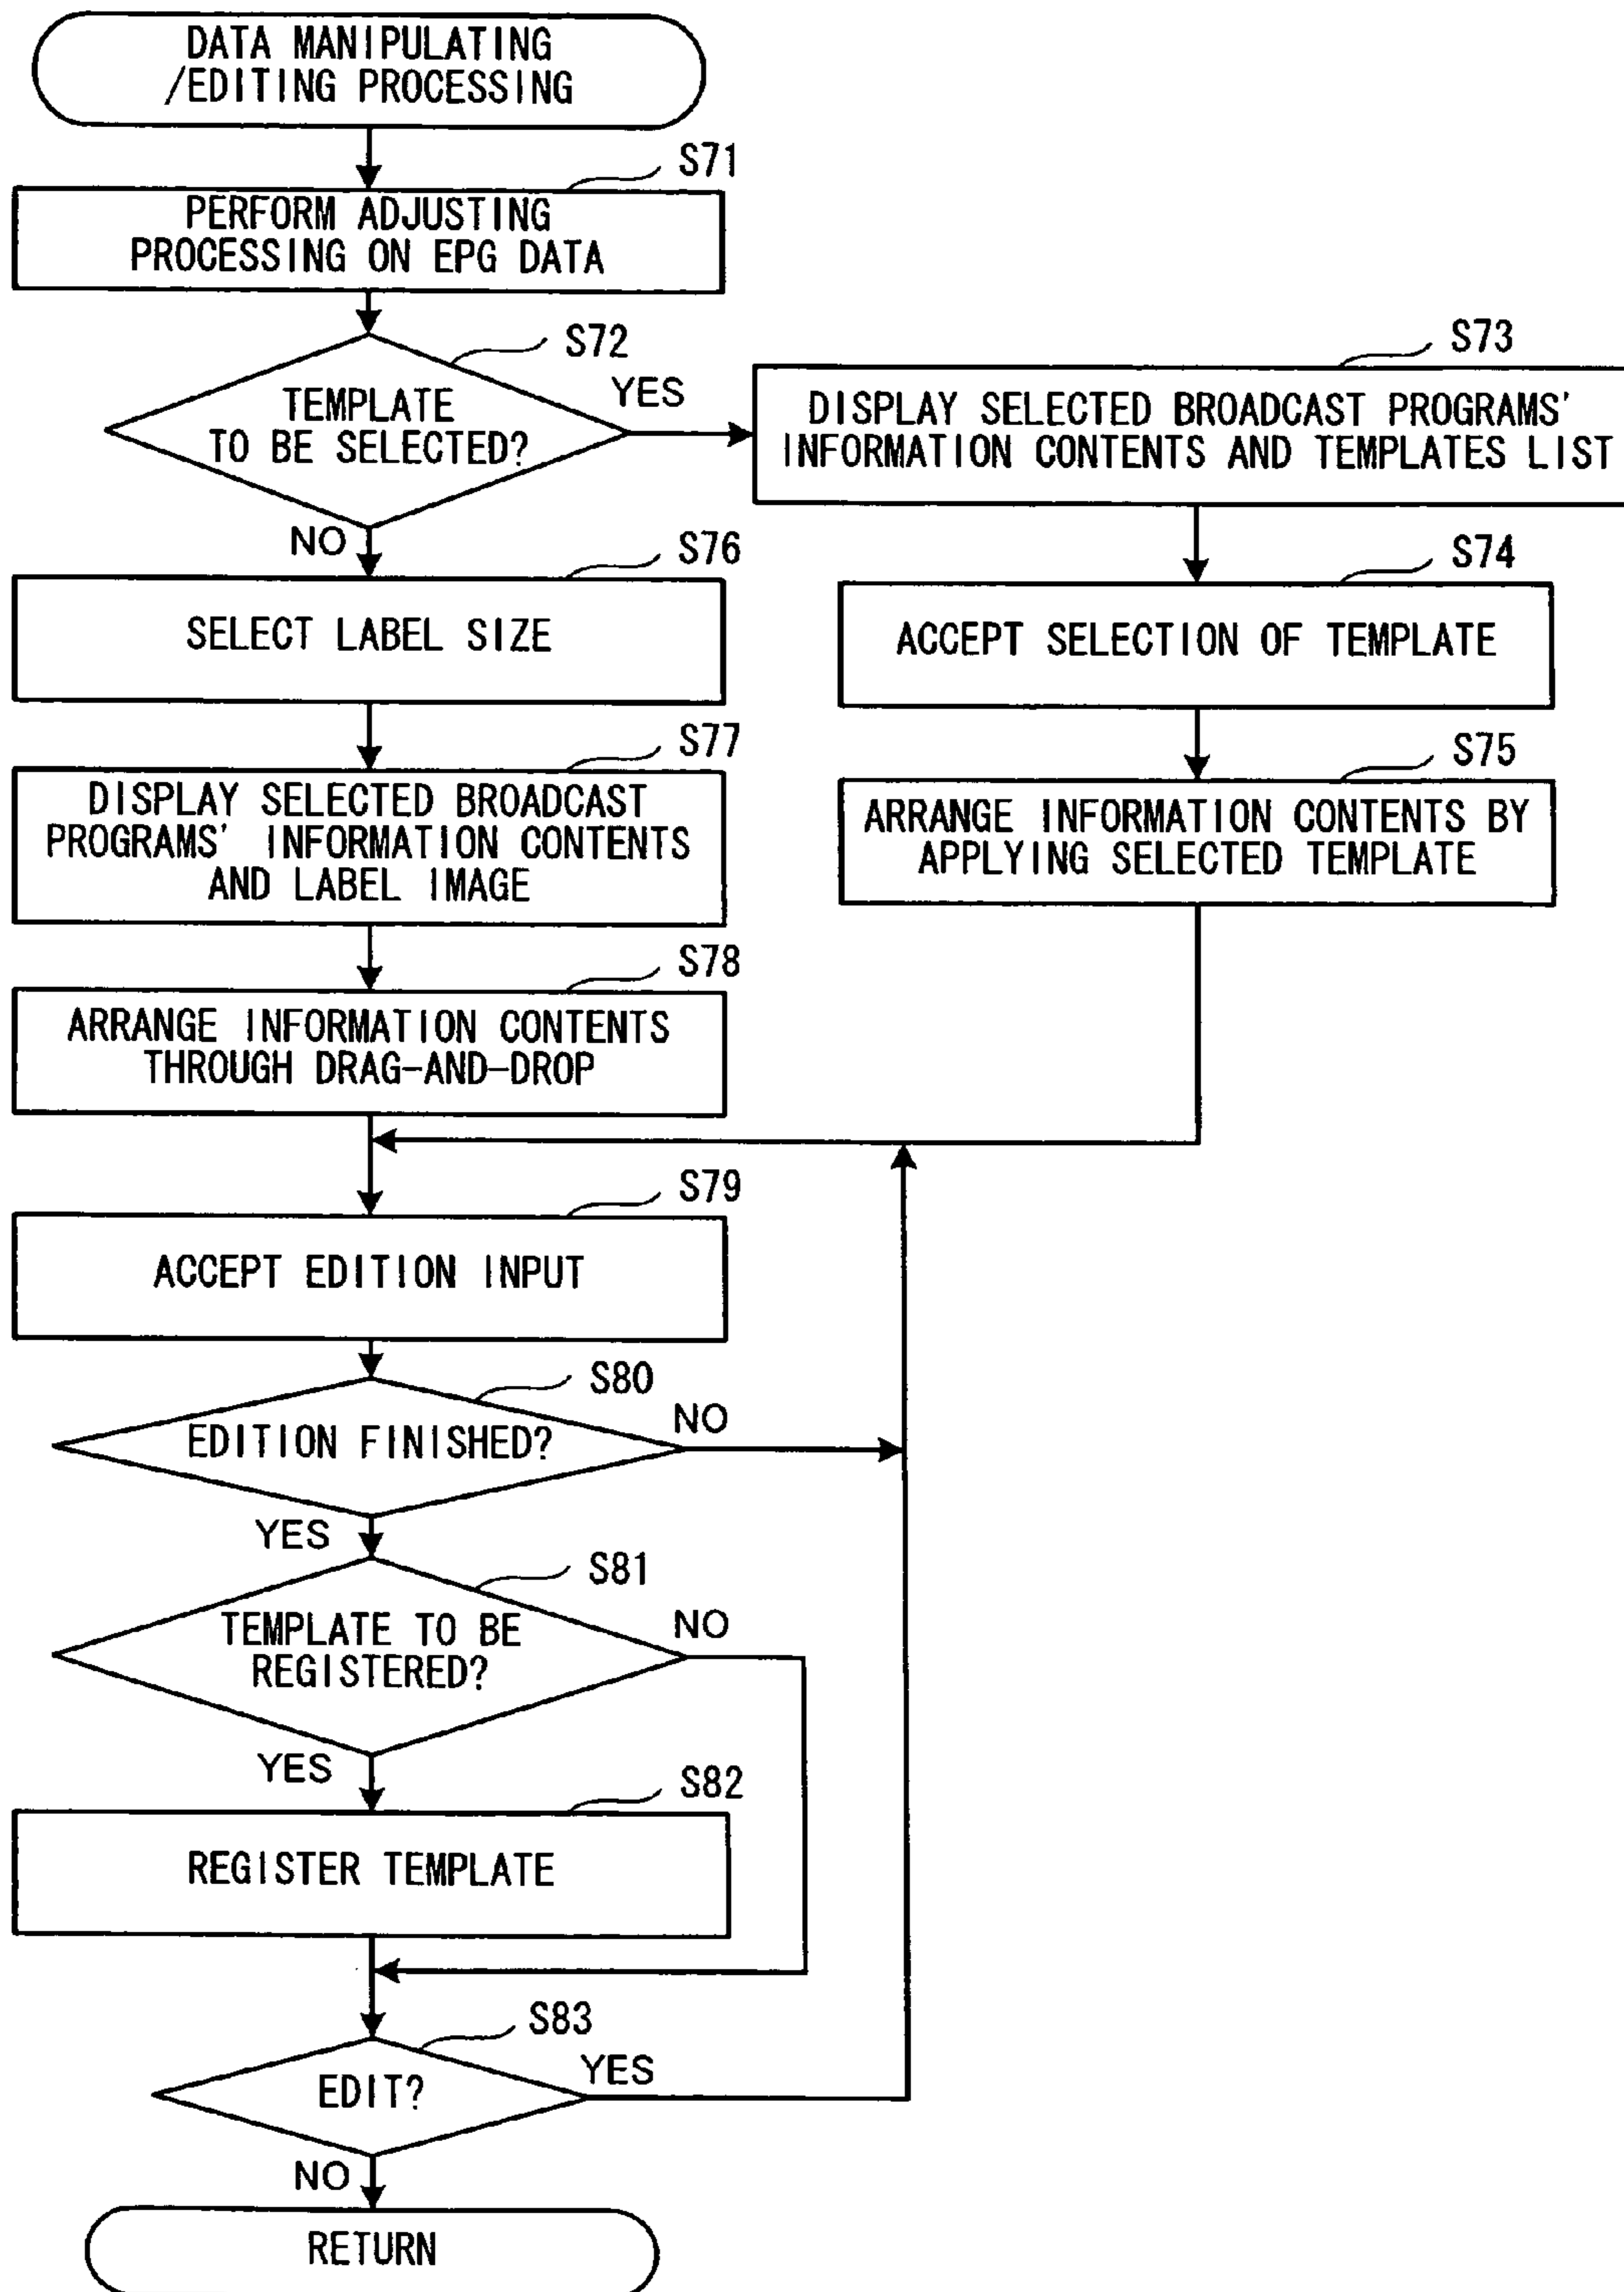 DATA MANIPULATING
/EDITING PROCESSING
S71
PERFORM ADJUSTING
PROCESSING ON EPG DATA
S72
TEMPLATE
TO BE SELECTED?
YES
NO
S73
DISPLAY SELECTED BROADCAST PROGRAMS'
INFORMATION CONTENTS AND TEMPLATES LIST
S74
ACCEPT SELECTION OF TEMPLATE
S75
ARRANGE INFORMATION CONTENTS BY
APPLYING SELECTED TEMPLATE
S76
SELECT LABEL SIZE
S77
DISPLAY SELECTED BROADCAST
PROGRAMS' INFORMATION CONTENTS
AND LABEL IMAGE
S78
ARRANGE INFORMATION CONTENTS
THROUGH DRAG-AND-DROP
S79
ACCEPT EDITION INPUT
S80
EDITION FINISHED?
NO
YES
S81
TEMPLATE TO BE
REGISTERED?
NO
YES
S82
REGISTER TEMPLATE
S83
EDIT?
YES
NO
RETURN